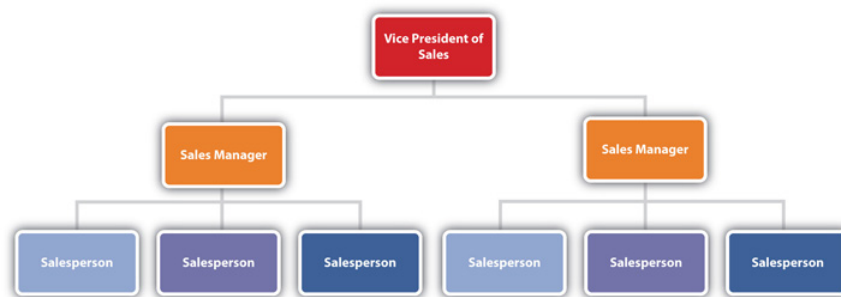 Vice President of
Sales
Sales Manager
Sales Manager
Salesperson
Salesperson
Salesperson
Salesperson
Salesperson
Salesperson